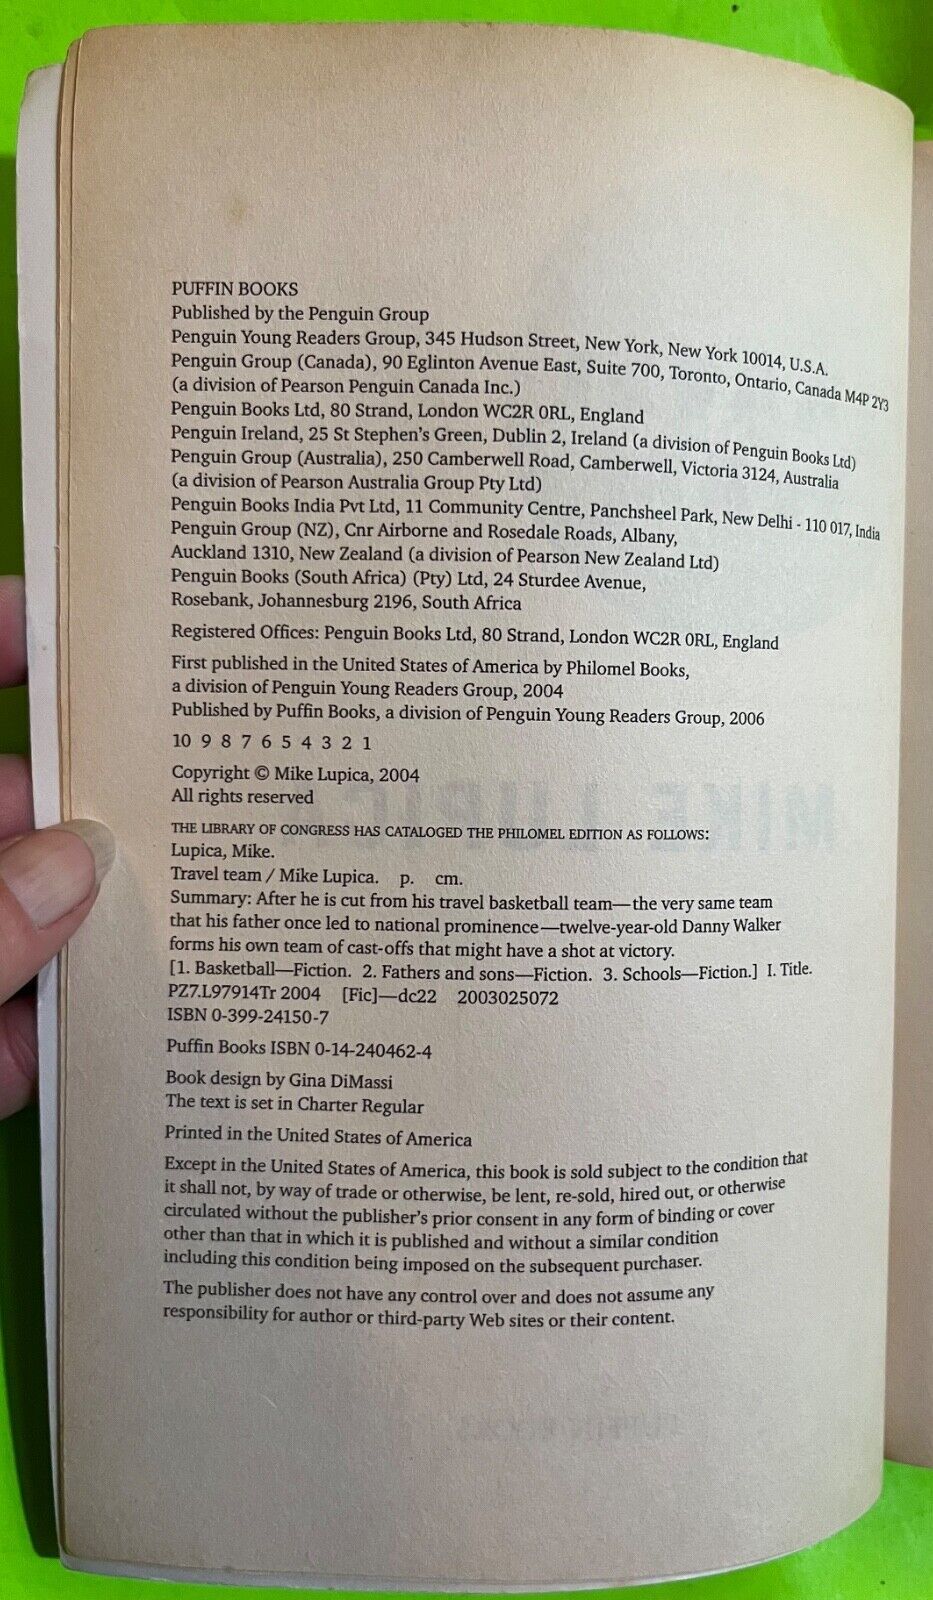 PUFFIN BOOKS
Published by the Penguin Group
Penguin Young Readers Group, 345 Hudson Street, New York, New York 10014, U.S.A.
Penguin Group (Canada), 90 Eglinton Avenue East, Suite 700, Toronto, Ontario, Canada M4P 2Y3
(a division of Pearson Penguin Canada Inc.)
Penguin Books Ltd, 80 Strand, London WC2R 0RL, England
Penguin Ireland, 25 St Stephen's Green, Dublin 2, Ireland (a division of Penguin Books Ltd)
Penguin Group (Australia), 250 Camberwell Road, Camberwell, Victoria 3124, Australia
(a division of Pearson Australia Group Pty Ltd)
Penguin Books India Pvt Ltd, 11 Community Centre, Panchsheel Park, New Delhi - 110 017, India
Penguin Group (NZ), Cnr Airborne and Rosedale Roads, Albany,
Auckland 1310, New Zealand (a division of Pearson New Zealand Ltd)
Penguin Books (South Africa) (Pty) Ltd, 24 Sturdee Avenue,
Rosebank, Johannesburg 2196, South Africa
Registered Offices: Penguin Books Ltd, 80 Strand, London WC2R 0RL, England
First published in the United States of America by Philomel Books,
a division of Penguin Young Readers Group, 2004
Published by Puffin Books, a division of Penguin Young Readers Group, 2006
10 9 8 7 6 5 4 3 2 1
Copyright © Mike Lupica, 2004
All rights reserved
THE LIBRARY OF CONGRESS HAS CATALOGED THE PHILOMEL EDITION AS FOLLOWS:
Lupica, Mike.
Travel team / Mike Lupica. p. cm.
Summary: After he is cut from his travel basketball team—the very same team
that his father once led to national prominence—twelve-year-old Danny Walker
forms his own team of cast-offs that might have a shot at victory.
[1. Basketball—Fiction. 2. Fathers and sons—Fiction. 3. Schools—Fiction.] I. Title.
PZ7.L97914Tr 2004 [Fic]—dc22 2003025072
ISBN 0-399-24150-7
Puffin Books ISBN 0-14-240462-4
Book design by Gina DiMassi
The text is set in Charter Regular
Printed in the United States of America
Except in the United States of America, this book is sold subject to the condition that
it shall not, by way of trade or otherwise, be lent, re-sold, hired out, or otherwise
circulated without the publisher's prior consent in any form of binding or cover
other than that in which it is published and without a similar condition
including this condition being imposed on the subsequent purchaser.
The publisher does not have any control over and does not assume any
responsibility for author or third-party Web sites or their content.